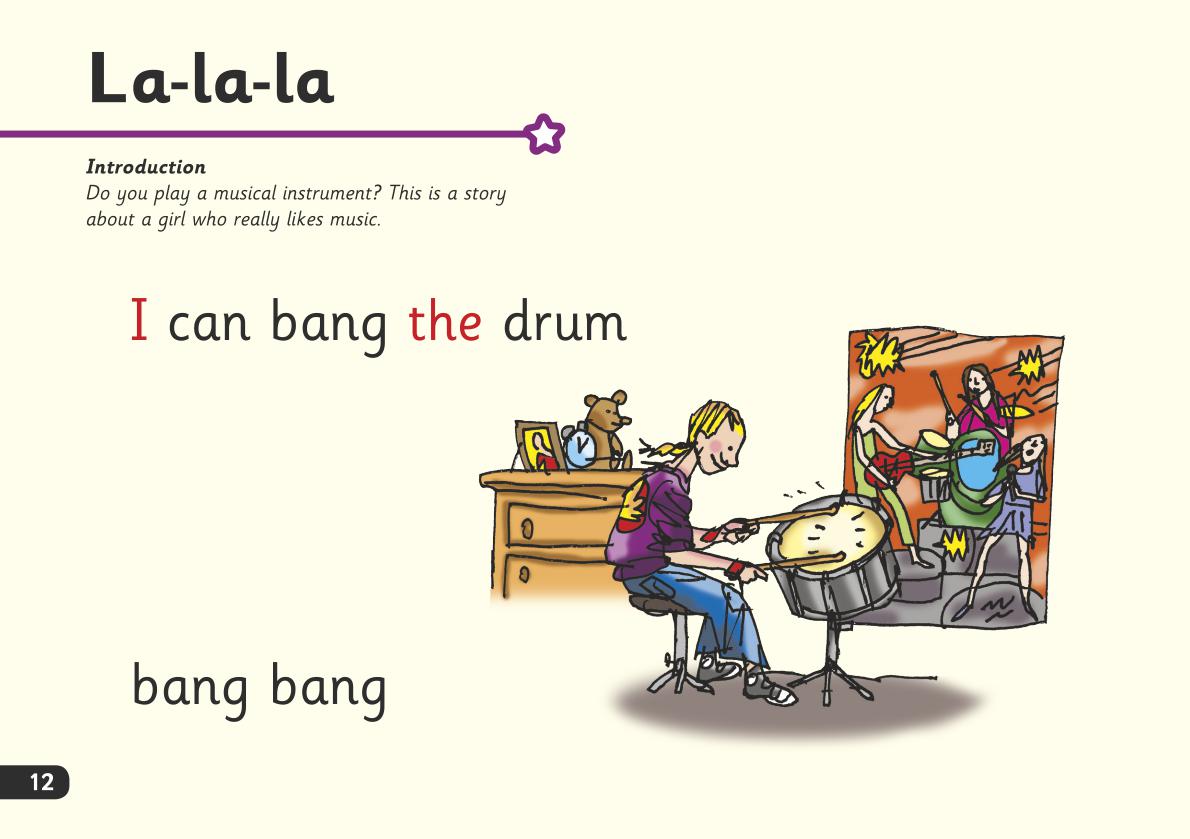 La-la-la
Introduction
Do you play a musical instrument? This is a story
about a girl who really likes music.
I can bang the drum
bang bang
12